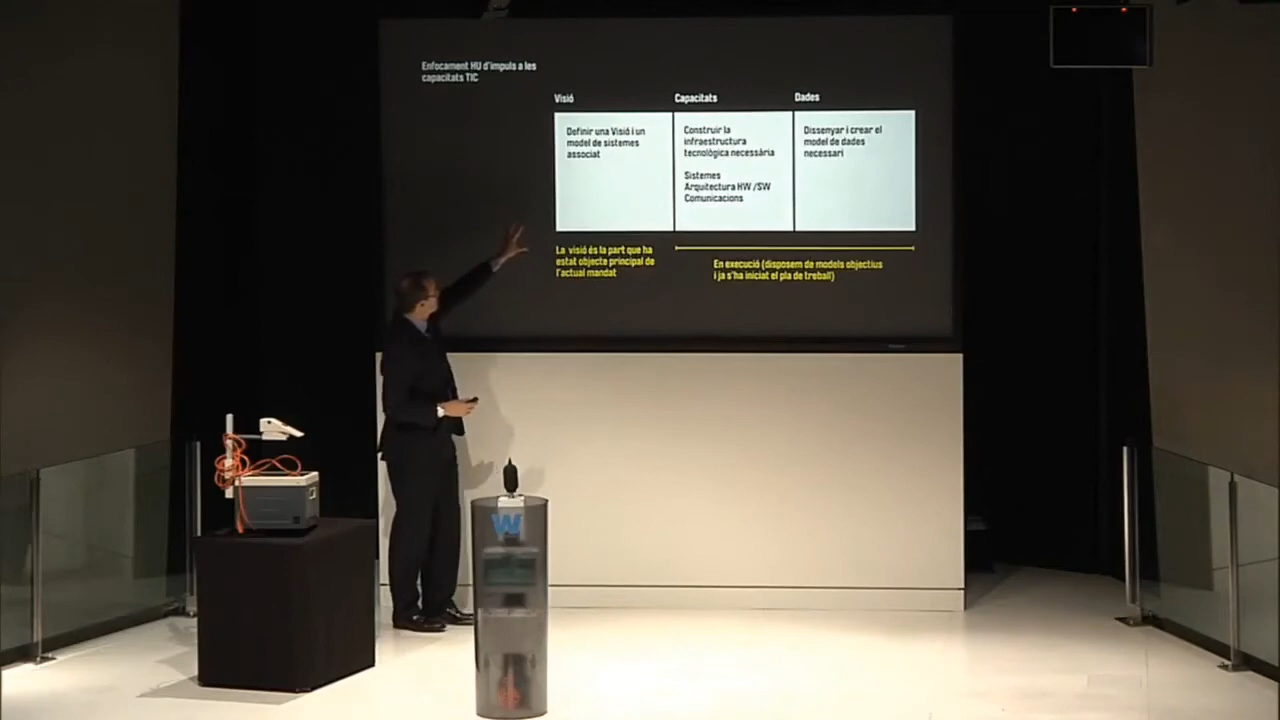 Enfocament HU d'impuls a les
capacitats TIC
Visió
Capacitats
Dades
Definir una Visió i un
model de sistemes
associat
Construir la
infraestructura
tecnològica necessària
Sistemes
Arquitectura HW /SW
Comunicacions
Dissenyar i crear el
model de dades
necessari
La visió és la part que ha
estat objecte principal de
l'actual mandat
En execució (disposem de models objectius
i ja s'ha iniciat el pla de treball)
W